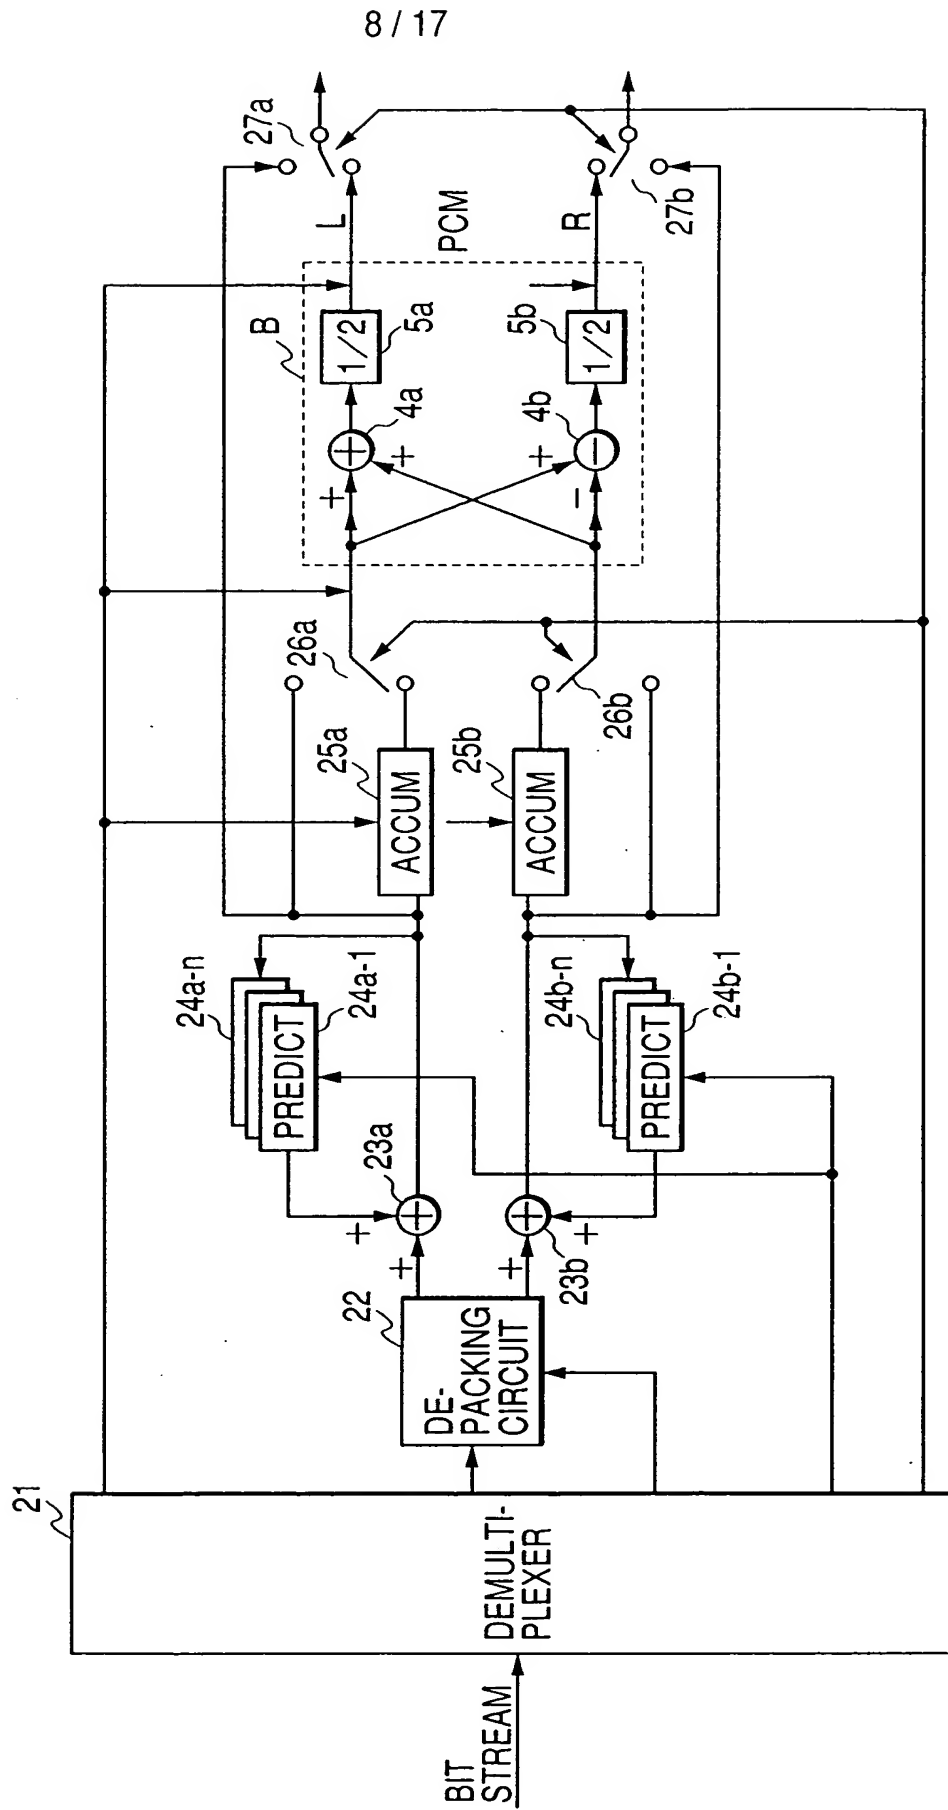 8 / 17
BIT
STREAM
21
DEMULTI-
PLEXER
22
DE-
PACKING
CIRCUIT
+
+
+
+
23a
23b
+
+
24a-n
24a-1
PREDICT
24b-n
24b-1
PREDICT
25a
ACCUM
25b
ACCUM
26a
26b
B
+
+
+
4a
+
−
−
4b
1/2
5a
1/2
5b
L
PCM
R
27a
27b